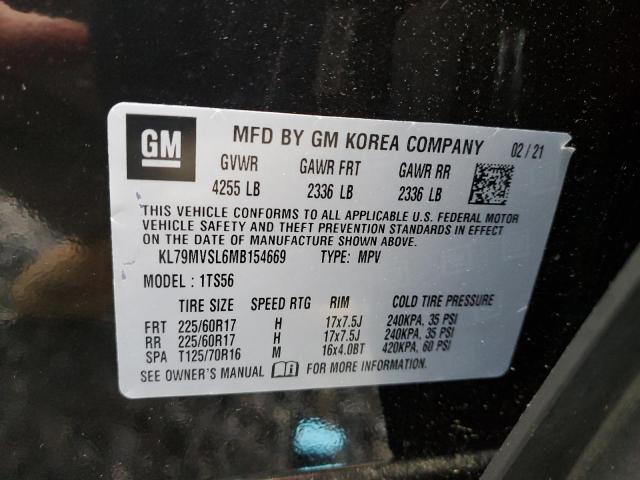 GM
MFD BY GM KOREA COMPANY 02 / 21
GVWR GAWR FRT GAWR RR
4255 LB 2336 LB 2336 LB
THIS VEHICLE CONFORMS TO ALL APPLICABLE U.S. FEDERAL MOTOR
VEHICLE SAFETY AND THEFT PREVENTION STANDARDS IN EFFECT
ON THE DATE OF MANUFACTURE SHOWN ABOVE.
KL79MVSL6MB154669 TYPE: MPV
MODEL : 1TS56
TIRE SIZE SPEED RTG RIM COLD TIRE PRESSURE
FRT 225/60R17 H 17x7.5J 240KPA, 35 PSI
RR 225/60R17 H 17x7.5J 240KPA, 35 PSI
SPA T125/70R16 M 16x4.0BT 420KPA, 60 PSI
SEE OWNER'S MANUAL i FOR MORE INFORMATION.